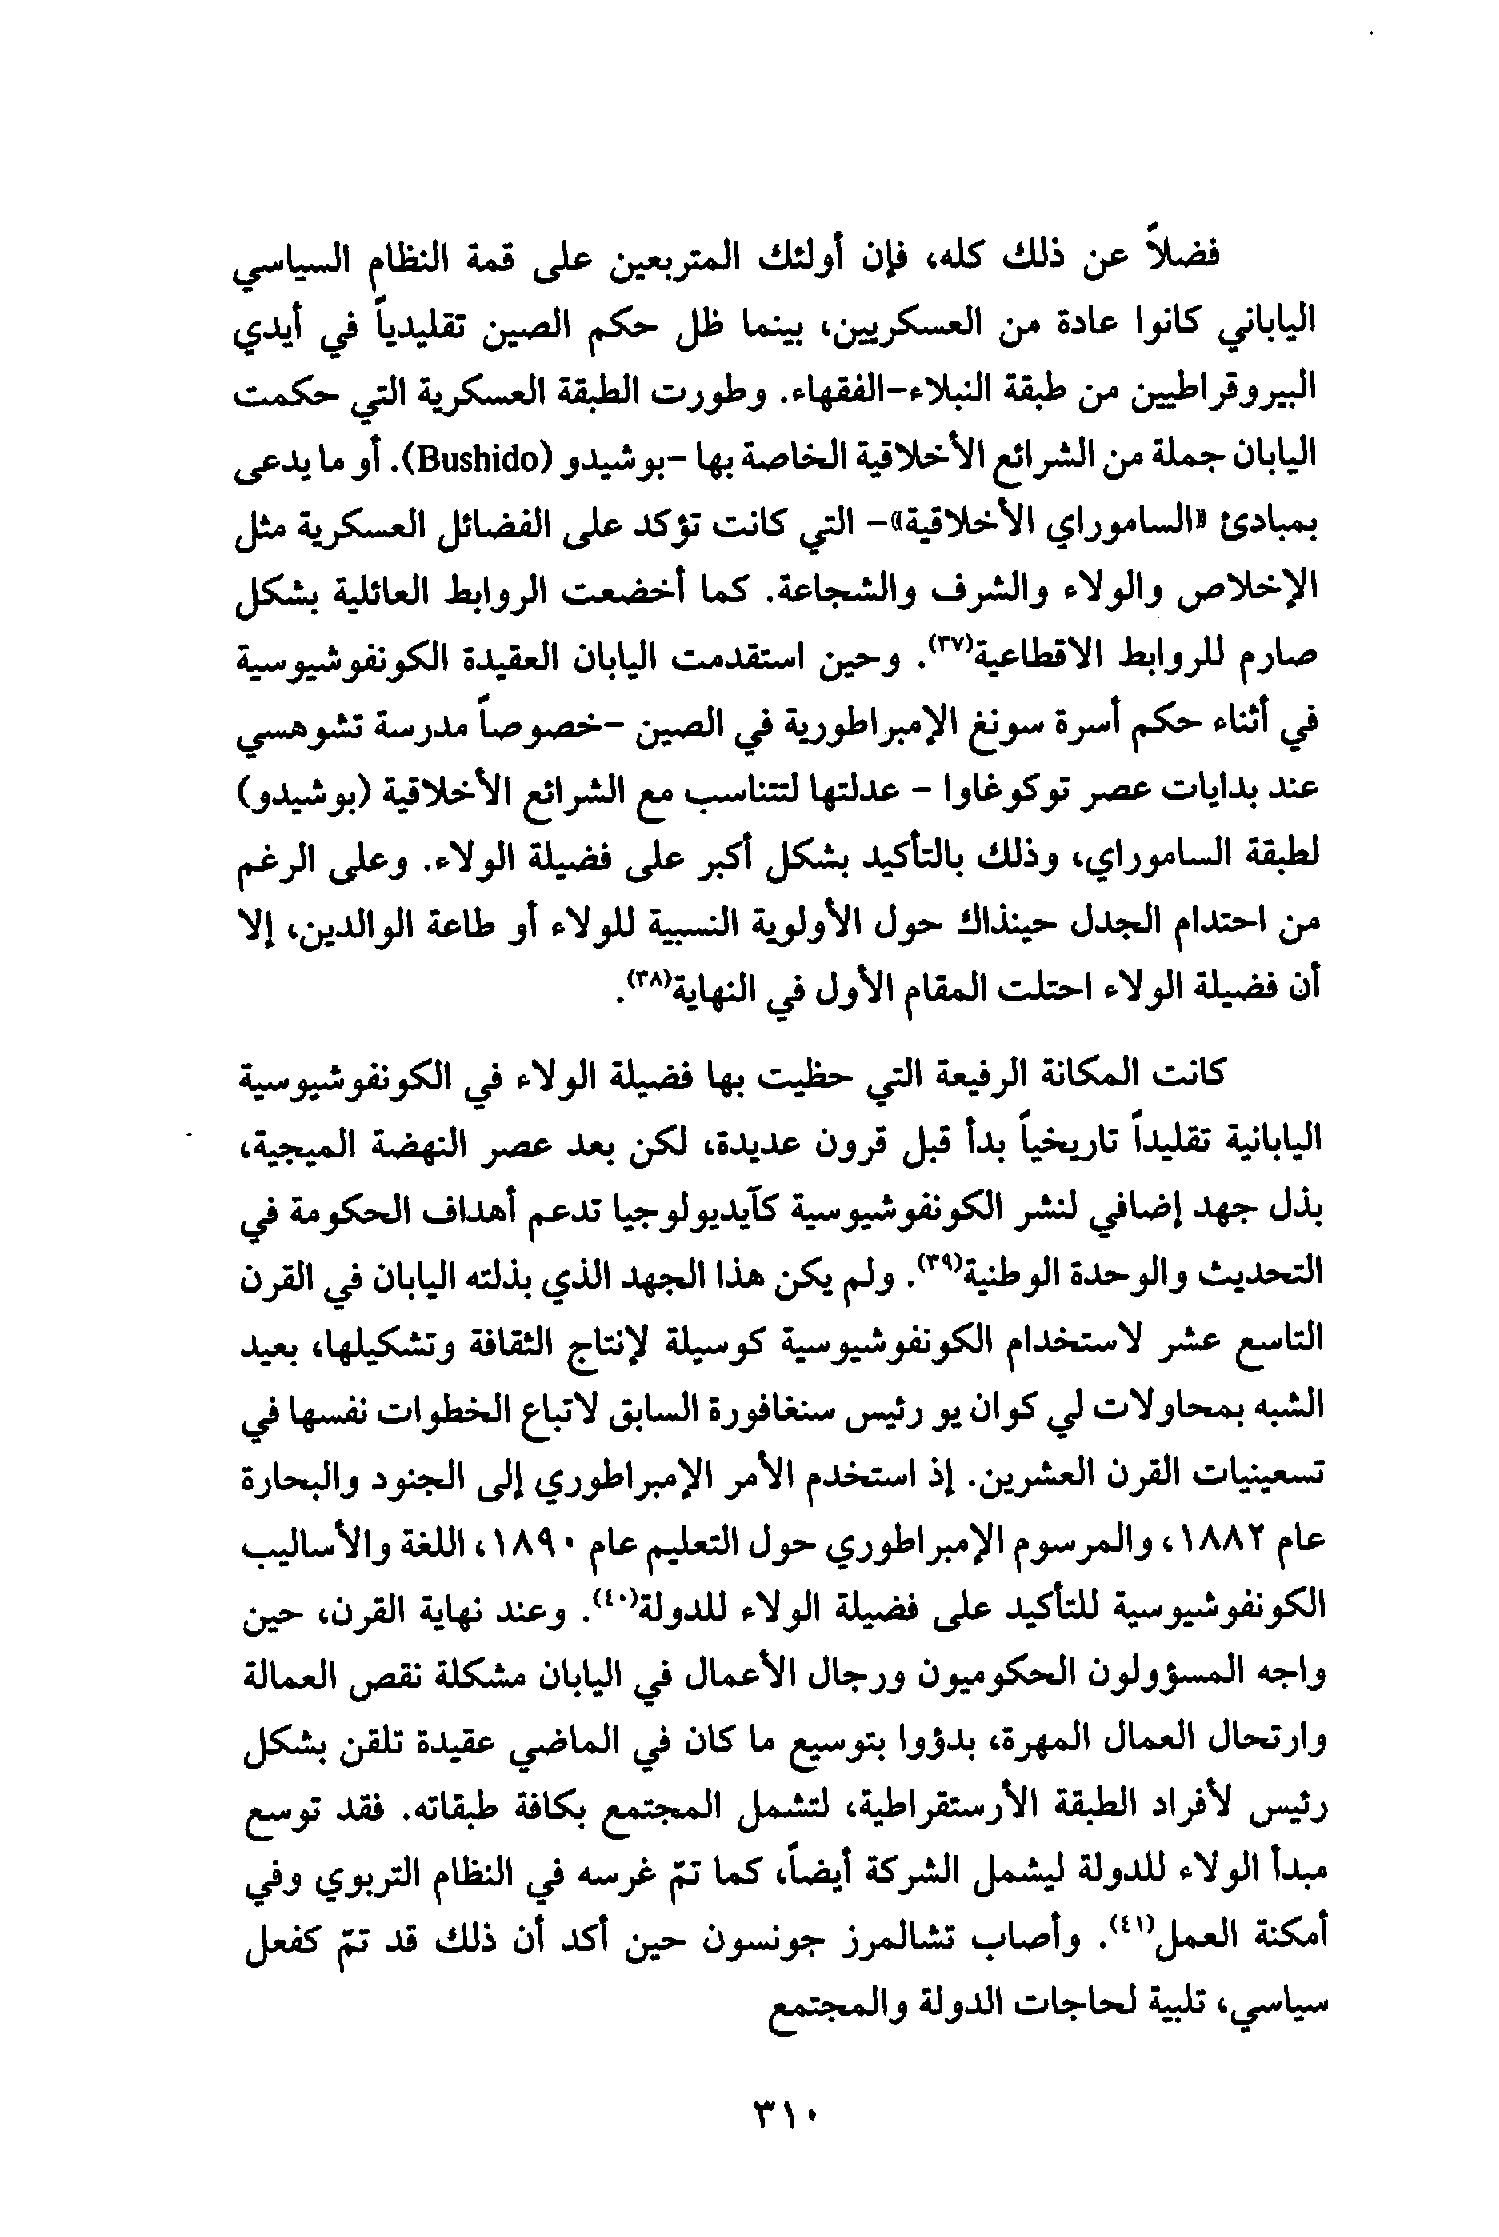 فضلاً عن ذلك كله، فإن أولئك المتربعين على قمة النظام السياسي
الياباني كانوا عادة من العسكريين، بينما ظل حكم الصين تقليدياً في أيدي
البيروقراطيين من طبقة النبلاء-الفقهاء. وطورت الطبقة العسكرية التي حكمت
اليابان جملة من الشرائع الأخلاقية الخاصة بها -بوشيدو (Bushido). أو ما يدعى
بمبادئ «الساموراي الأخلاقية»- التي كانت تؤكد على الفضائل العسكرية مثل
الإخلاص والولاء والشرف والشجاعة. كما أخضعت الروابط العائلية بشكل
صارم للروابط الاقطاعية(٣٧). وحين استقدمت اليابان العقيدة الكونفوشيوسية
في أثناء حكم أسرة سونغ الإمبراطورية في الصين -خصوصاً مدرسة تشوهسي
عند بدايات عصر توكوغاوا - عدلتها لتتناسب مع الشرائع الأخلاقية (بوشيدو)
لطبقة الساموراي، وذلك بالتأكيد بشكل أكبر على فضيلة الولاء. وعلى الرغم
من احتدام الجدل حينذاك حول الأولوية النسبية للولاء أو طاعة الوالدين، إلا
أن فضيلة الولاء احتلت المقام الأول في النهاية(٣٨).
كانت المكانة الرفيعة التي حظيت بها فضيلة الولاء في الكونفوشيوسية
اليابانية تقليداً تاريخياً بدأ قبل قرون عديدة، لكن بعد عصر النهضة الميجية،
بذل جهد إضافي لنشر الكونفوشيوسية كآيديولوجيا تدعم أهداف الحكومة في
التحديث والوحدة الوطنية(٣٩). ولم يكن هذا الجهد الذي بذلته اليابان في القرن
التاسع عشر لاستخدام الكونفوشيوسية كوسيلة لإنتاج الثقافة وتشكيلها، بعيد
الشبه بمحاولات لي كوان يو رئيس سنغافورة السابق لاتباع الخطوات نفسها في
تسعينيات القرن العشرين. إذ استخدم الأمر الإمبراطوري إلى الجنود والبحارة
عام ١٨٨٢، والمرسوم الإمبراطوري حول التعليم عام ١٨٩٠، اللغة والأساليب
الكونفوشيوسية للتأكيد على فضيلة الولاء للدولة(٤٠). وعند نهاية القرن، حين
واجه المسؤولون الحكوميون ورجال الأعمال في اليابان مشكلة نقص العمالة
وارتحال العمال المهرة، بدؤوا بتوسيع ما كان في الماضي عقيدة تلقن بشكل
رئيس لأفراد الطبقة الأرستقراطية، لتشمل المجتمع بكافة طبقاته. فقد توسع
مبدأ الولاء للدولة ليشمل الشركة أيضاً، كما تمّ غرسه في النظام التربوي وفي
أمكنة العمل(٤١). وأصاب تشالمرز جونسون حين أكد أن ذلك قد تمّ كفعل
سياسي، تلبية لحاجات الدولة والمجتمع
٣١٠